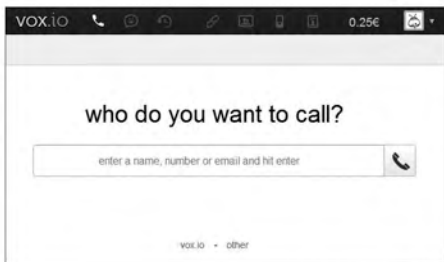 vox.io 0.25€
who do you want to call?
enter a name, number or email and hit enter
vox.io - other